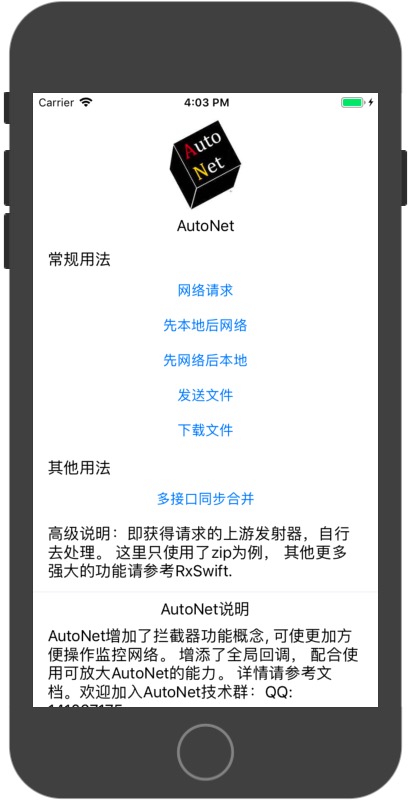 Carrier 4:03 PM
Auto
Net
AutoNet
常规用法
网络请求
先本地后网络
先网络后本地
发送文件
下载文件
其他用法
多接口同步合并
高级说明：即获得请求的上游发射器，自行
去处理。 这里只使用了zip为例， 其他更多
强大的功能请参考RxSwift.
AutoNet说明
AutoNet增加了拦截器功能概念, 可使更加方
便操作监控网络。 增添了全局回调， 配合使
用可放大AutoNet的能力。 详情请参考文
档。欢迎加入AutoNet技术群：QQ: